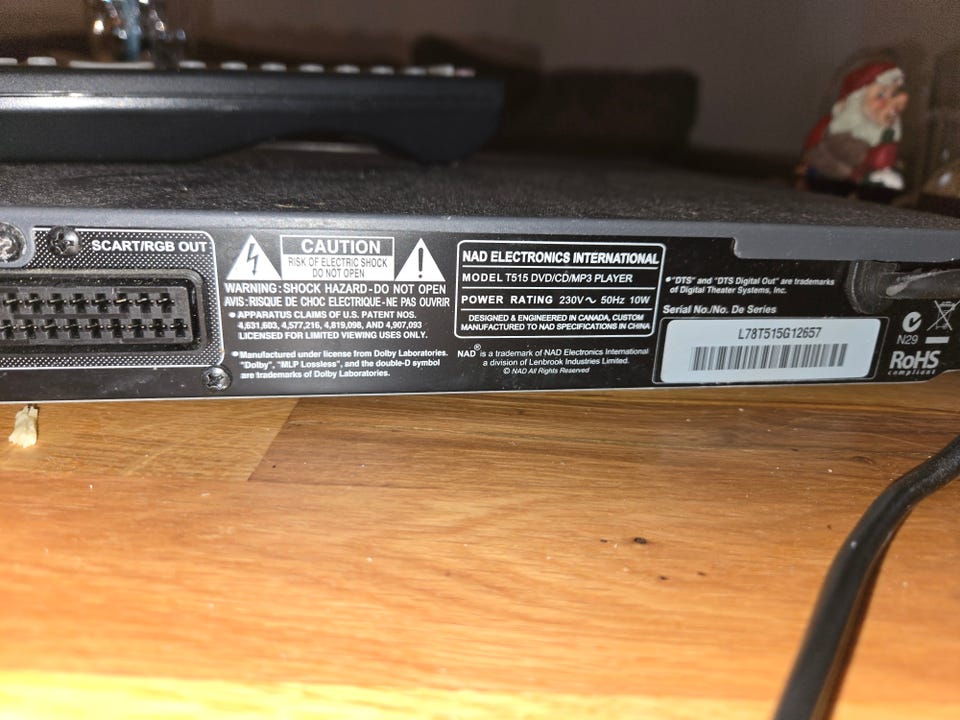 SCART/RGB OUT
CAUTION
RISK OF ELECTRIC SHOCK
DO NOT OPEN
WARNING: SHOCK HAZARD - DO NOT OPEN
AVIS: RISQUE DE CHOC ELECTRIQUE - NE PAS OUVRIR
• APPARATUS CLAIMS OF U.S. PATENT NOS.
4,631,603, 4,577,216, 4,819,098, AND 4,907,093
LICENSED FOR LIMITED VIEWING USES ONLY.
• Manufactured under license from Dolby Laboratories.
"Dolby", "MLP Lossless", and the double-D symbol
are trademarks of Dolby Laboratories.
NAD ELECTRONICS INTERNATIONAL
MODEL T515 DVD/CD/MP3 PLAYER
POWER RATING 230V~ 50Hz 10W
DESIGNED & ENGINEERED IN CANADA, CUSTOM
MANUFACTURED TO NAD SPECIFICATIONS IN CHINA
NAD® is a trademark of NAD Electronics International
a division of Lenbrook Industries Limited.
© NAD All Rights Reserved
• "DTS" and "DTS Digital Out" are trademarks
of Digital Theater Systems, Inc.
Serial No./No. De Series
L78T515G12657
N29
RoHS
compliant